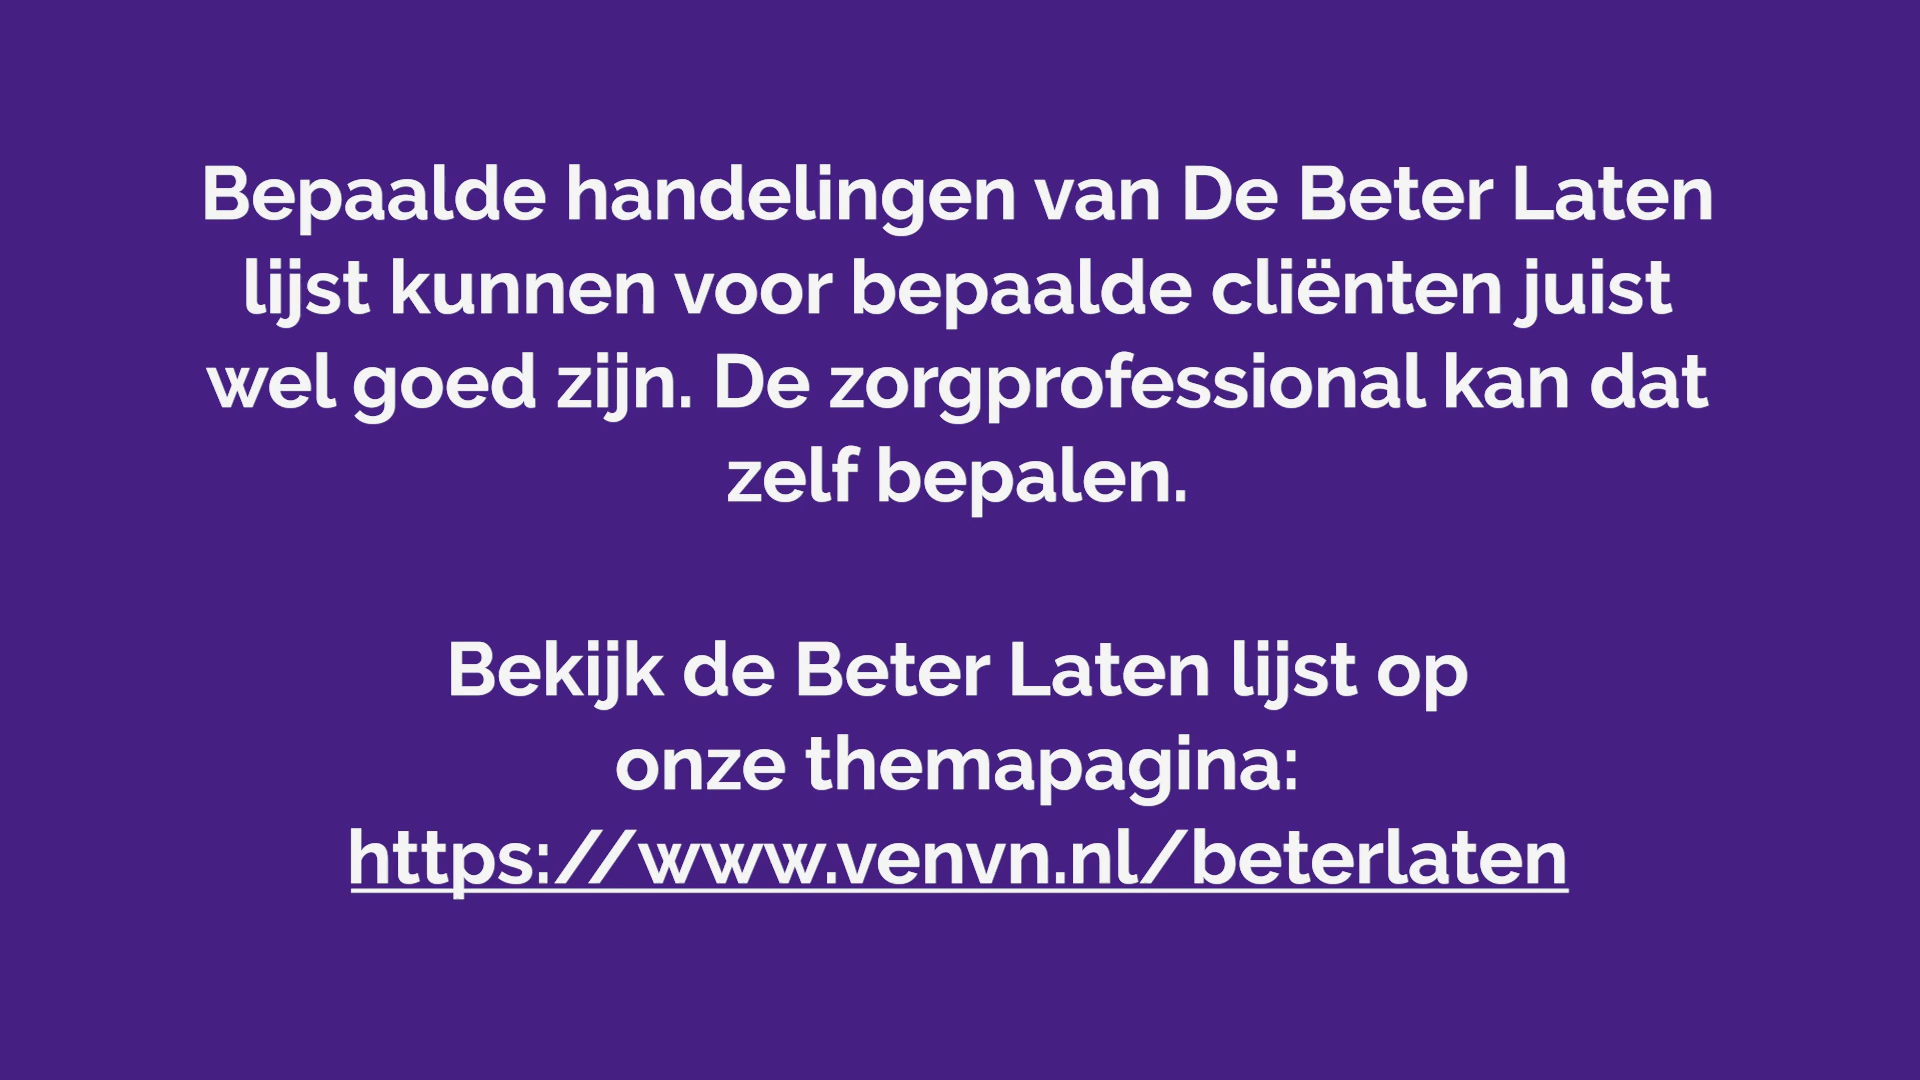 Bepaalde handelingen van De Beter Laten
lijst kunnen voor bepaalde cliënten juist
wel goed zijn. De zorgprofessional kan dat
zelf bepalen.
Bekijk de Beter Laten lijst op
onze themapagina:
https://www.venvn.nl/beterlaten